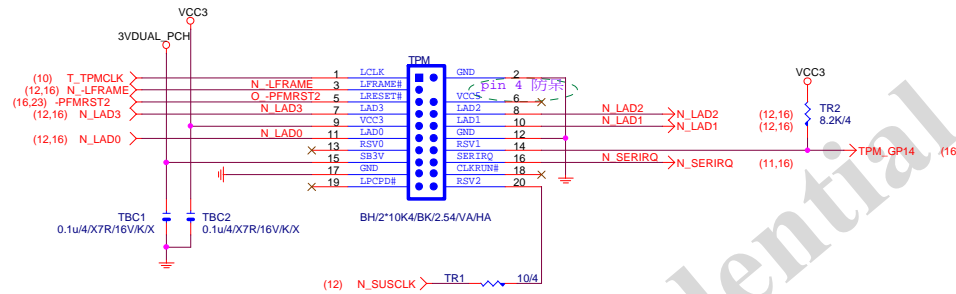 VCC3
3VDUAL_PCH
TPM
VCC3
(10) T_TPMCLK 1 LCLK GND 2
(12,16) N_-LFRAME N_-LFRAME 3 LFRAME# pin 4 防呆
(16,23) -PFMRST2 O_-PFMRST2 5 LRESET# VCC5 6
(12,16) N_LAD3 N_LAD3 7 LAD3 LAD2 8 N_LAD2 N_LAD2 (12,16)
9 VCC3 LAD1 10 N_LAD1 N_LAD1 (12,16)
(12,16) N_LAD0 N_LAD0 11 LAD0 GND 12
TR2
8.2K/4
13 RSV0 RSV1 14 TPM_GP14 (16
15 SB3V SERIRQ 16 N_SERIRQ N_SERIRQ (11,16)
17 GND CLKRUN# 18
19 LPCPD# RSV2 20
TBC1
0.1u/4/X7R/16V/K/X
TBC2
0.1u/4/X7R/16V/K/X
BH/2*10K4/BK/2.54/VA/HA
(12) N_SUSCLK TR1 10/4
dential